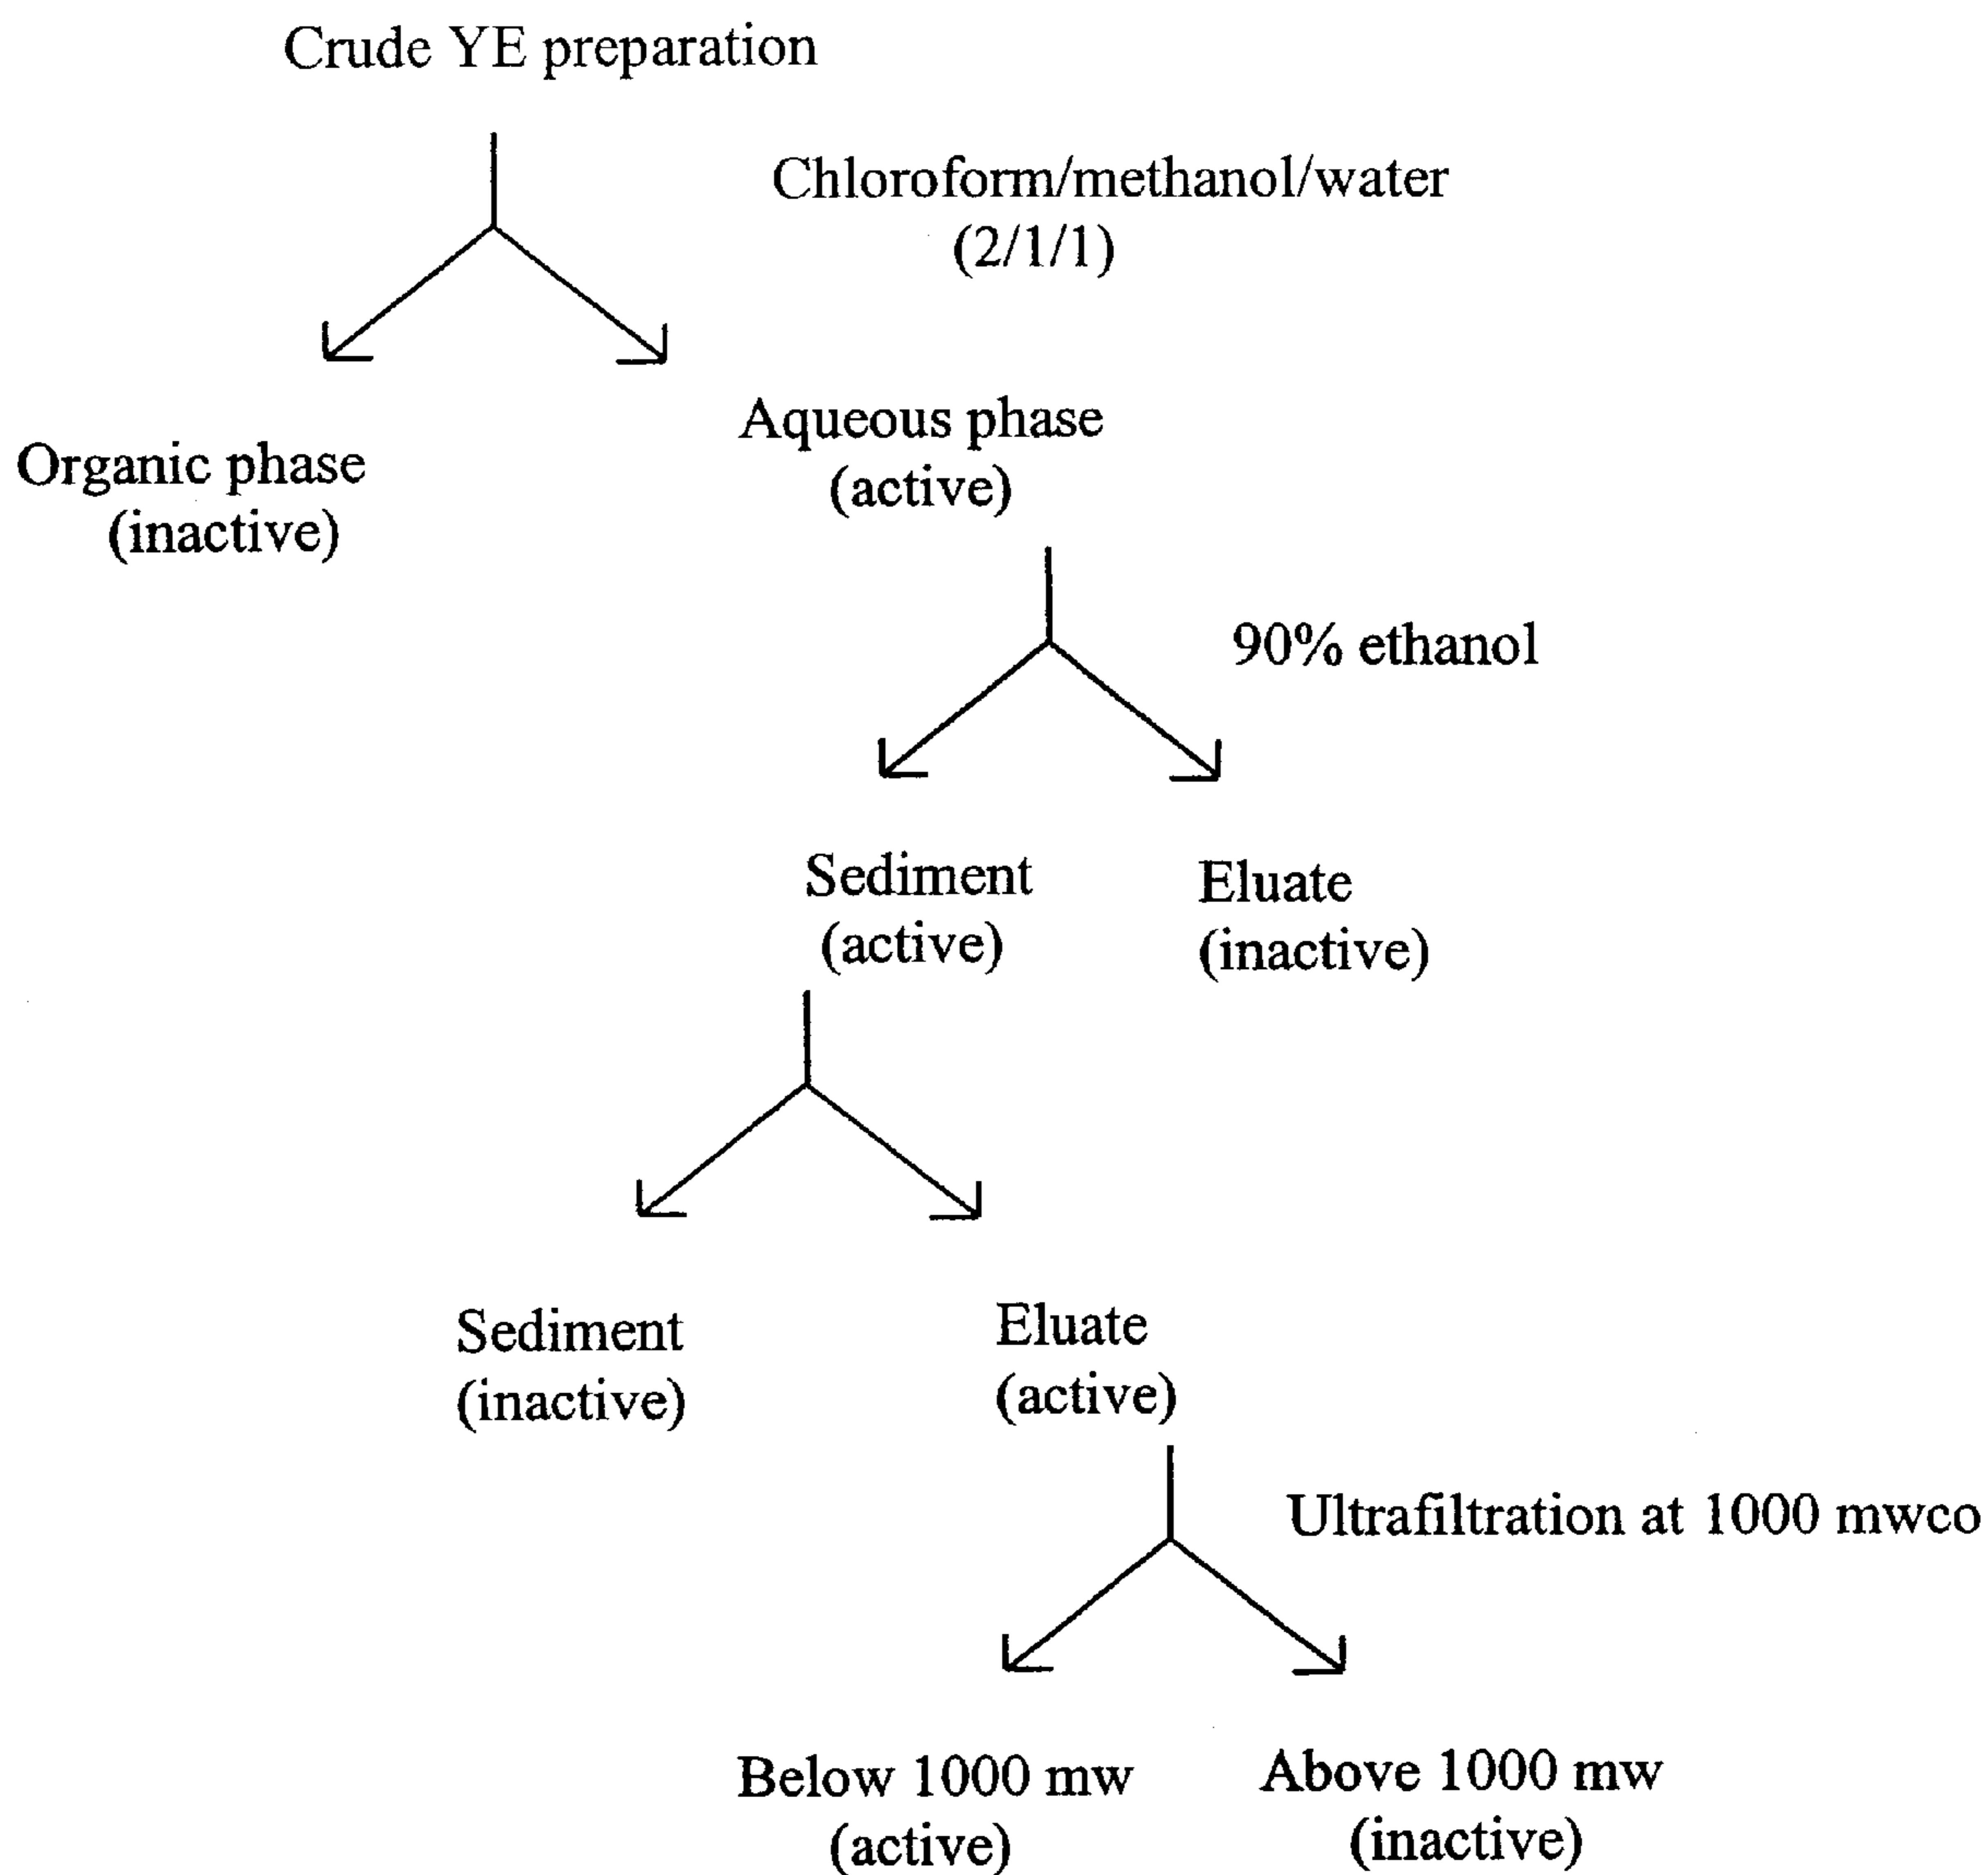 Crude YE preparation
Chloroform/methanol/water
(2/1/1)
Organic phase
(inactive)
Aqueous phase
(active)
90% ethanol
Sediment
(active)
Eluate
(inactive)
Sediment
(inactive)
Eluate
(active)
Ultrafiltration at 1000 mwco
Below 1000 mw
(active)
Above 1000 mw
(inactive)